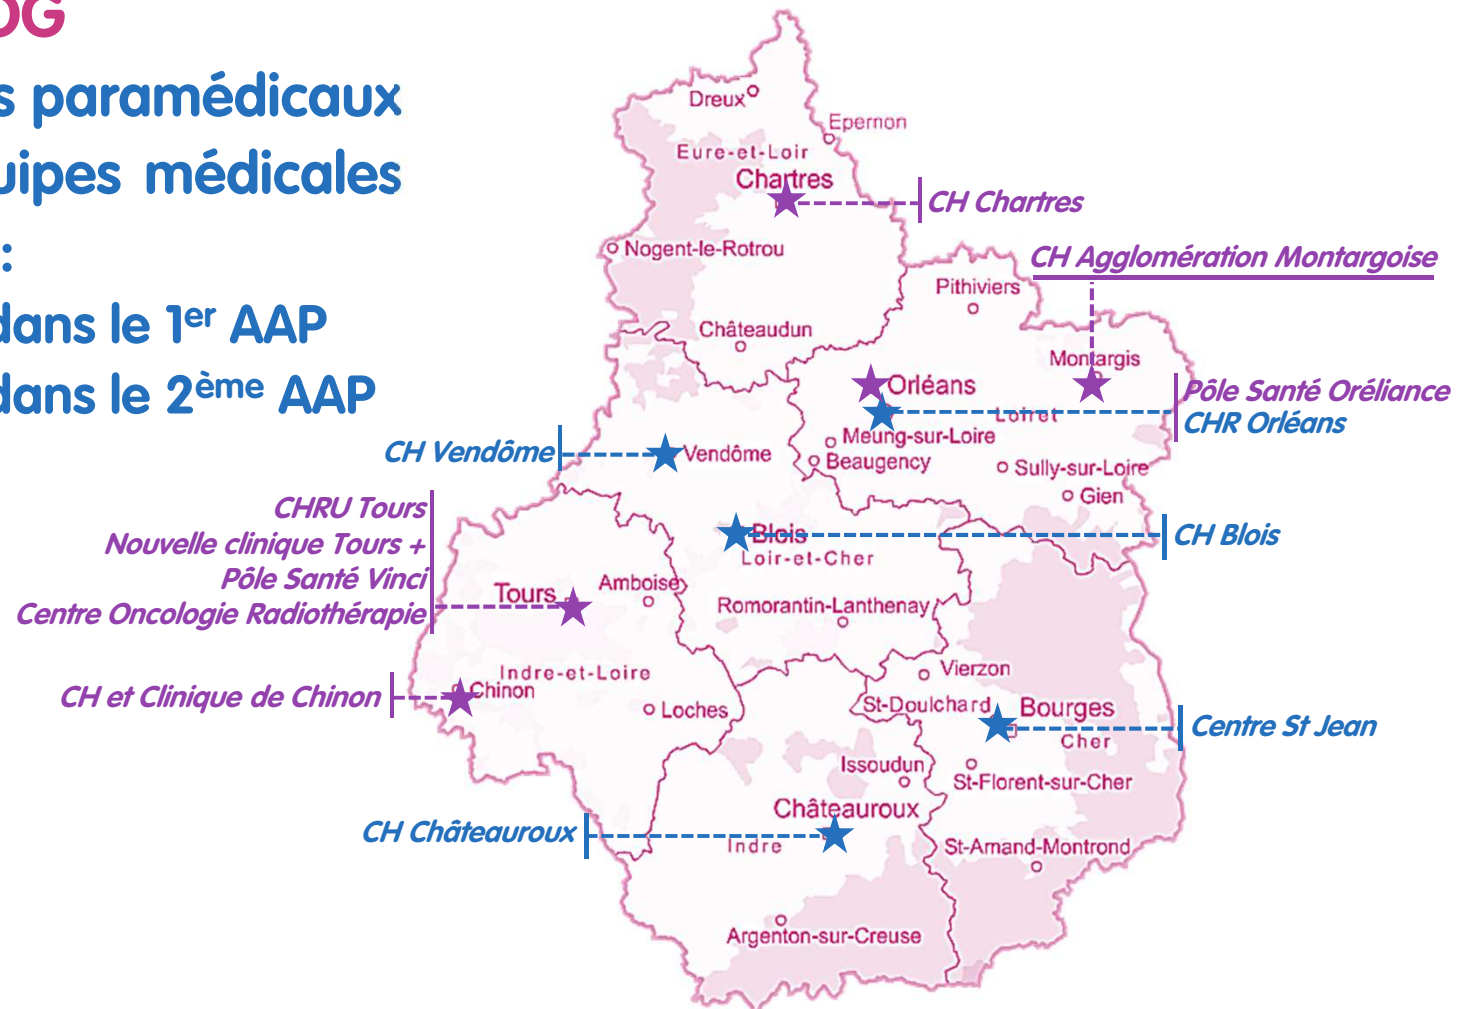 OG
s paramédicaux
uipes médicales
:
dans le 1er AAP
dans le 2ème AAP
Dreux
Epernon
Eure-et-Loir
Chartres
CH Chartres
Nogent-le-Rotrou
CH Agglomération Montargoise
Pithiviers
Châteaudun
Montargis
Orléans
Pôle Santé Oréliance
Loiret
CHR Orléans
Meung-sur-Loire
CH Vendôme
Vendôme
Beaugency
Sully-sur-Loire
Gien
CHRU Tours
Nouvelle clinique Tours +
Pôle Santé Vinci
Centre Oncologie Radiothérapie
Blois
CH Blois
Loir-et-Cher
Tours
Amboise
Romorantin-Lanthenay
Indre-et-Loire
Vierzon
CH et Clinique de Chinon
Chinon
Loches
St-Doulchard
Bourges
Centre St Jean
Cher
Issoudun
St-Florent-sur-Cher
Châteauroux
CH Châteauroux
Indre
St-Amand-Montrond
Argenton-sur-Creuse